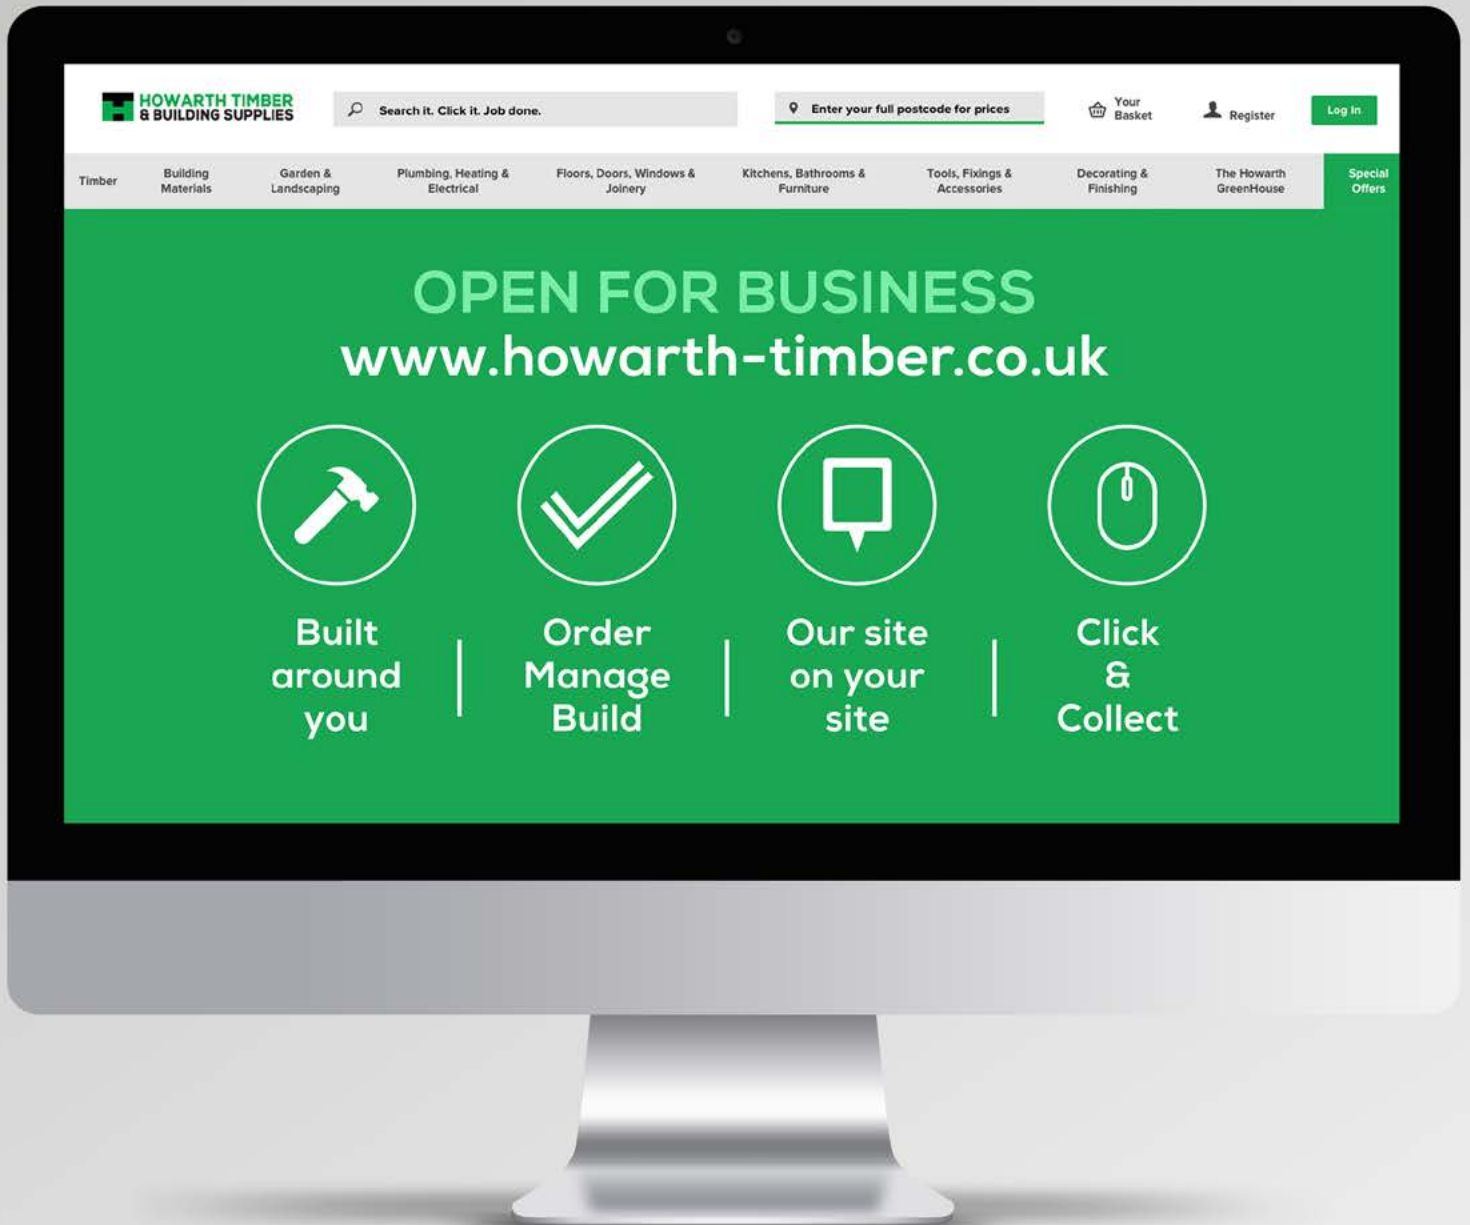 HOWARTH TIMBER
& BUILDING SUPPLIES
Search it. Click it. Job done.
Enter your full postcode for prices
Your
Basket
Register
Log In
Timber
Building
Materials
Garden &
Landscaping
Plumbing, Heating &
Electrical
Floors, Doors, Windows &
Joinery
Kitchens, Bathrooms &
Furniture
Tools, Fixings &
Accessories
Decorating &
Finishing
The Howarth
GreenHouse
Special
Offers
OPEN FOR BUSINESS
www.howarth-timber.co.uk
Built
around
you
Order
Manage
Build
Our site
on your
site
Click
&
Collect